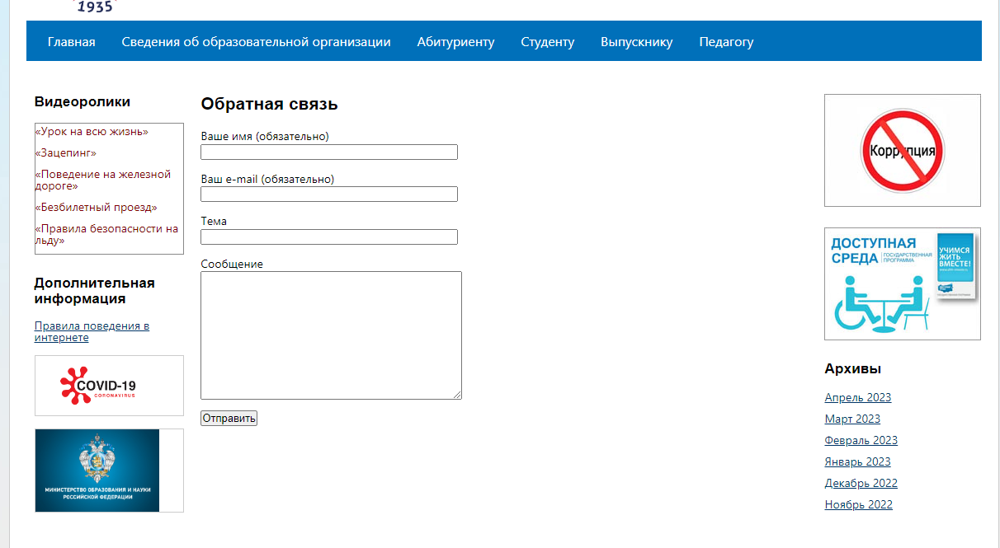 1935
Главная Сведения об образовательной организации Абитуриенту Студенту Выпускнику Педагогу
Видеоролики
«Урок на всю жизнь»
«Зацепинг»
«Поведение на железной
дороге»
«Безбилетный проезд»
«Правила безопасности на
льду»
Дополнительная
информация
Правила поведения в
интернете
COVID-19
CORONAVIRUS
МИНИСТЕРСТВО ОБРАЗОВАНИЯ И НАУКИ
РОССИЙСКОЙ ФЕДЕРАЦИИ
Обратная связь
Ваше имя (обязательно)
Ваш e-mail (обязательно)
Тема
Сообщение
Отправить
Коррупция
ДОСТУПНАЯ
СРЕДА
ГОСУДАРСТВЕННАЯ
ПРОГРАММА
УЧИМСЯ
ЖИТЬ
ВМЕСТЕ!
Архивы
Апрель 2023
Март 2023
Февраль 2023
Январь 2023
Декабрь 2022
Ноябрь 2022